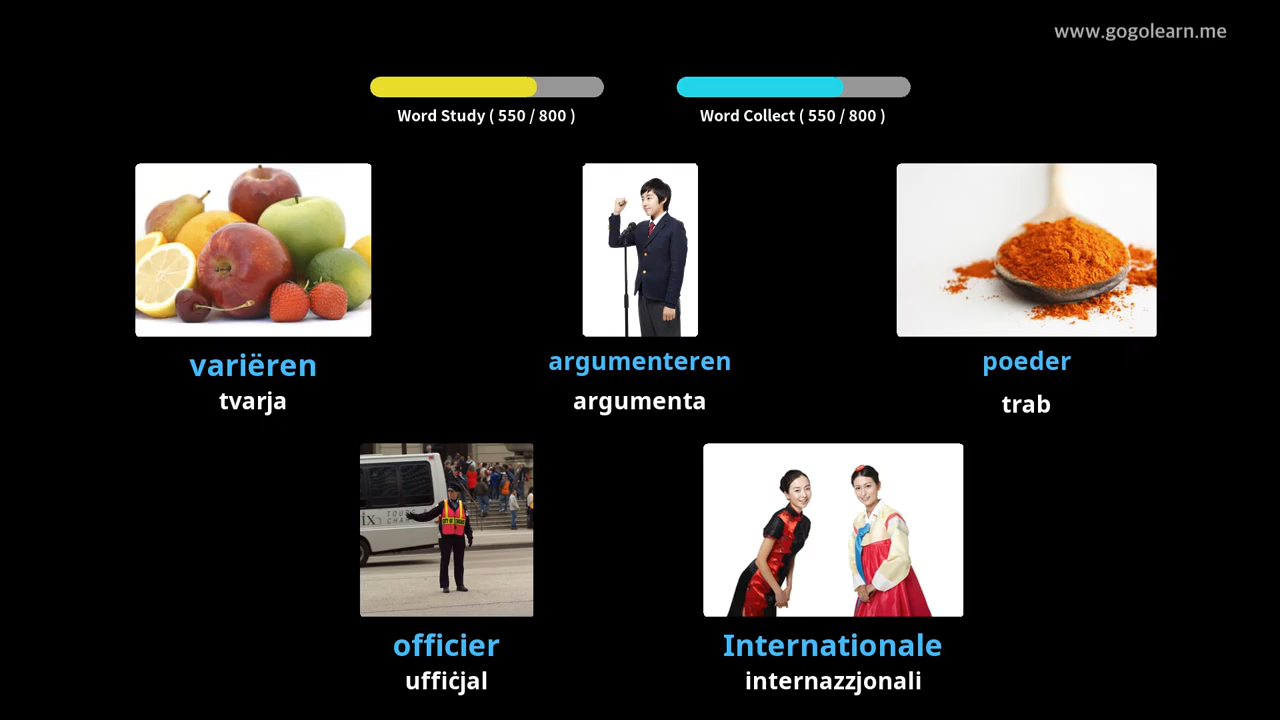 www.gogolearn.me
Word Study ( 550 / 800 )
Word Collect ( 550 / 800 )
variëren
tvarja
argumenteren
argumenta
poeder
trab
officier
uffiċjal
Internationale
internazzjonali